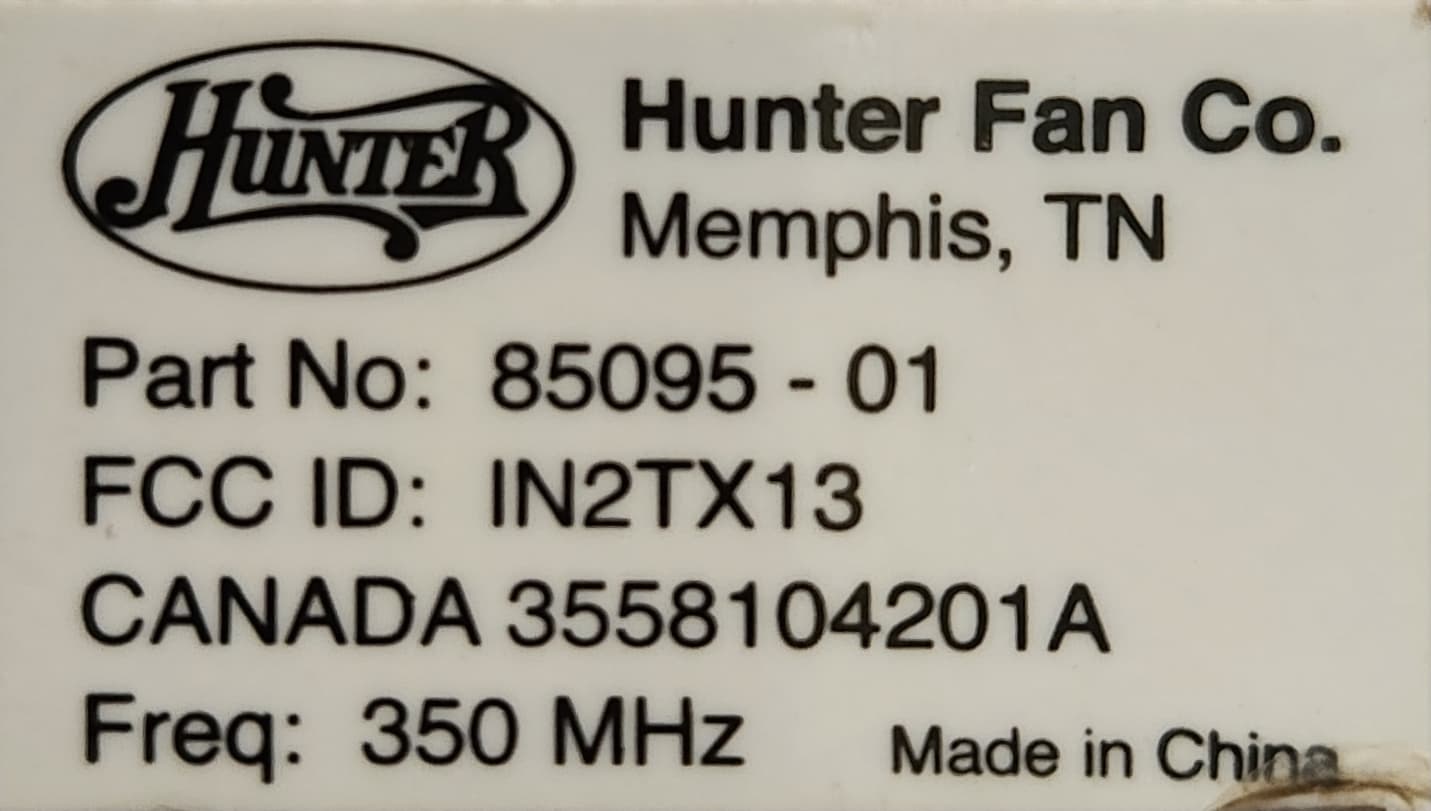 HUNTER
Hunter Fan Co.
Memphis, TN
Part No: 85095 - 01
FCC ID: IN2TX13
CANADA 3558104201A
Freq: 350 MHz
Made in China